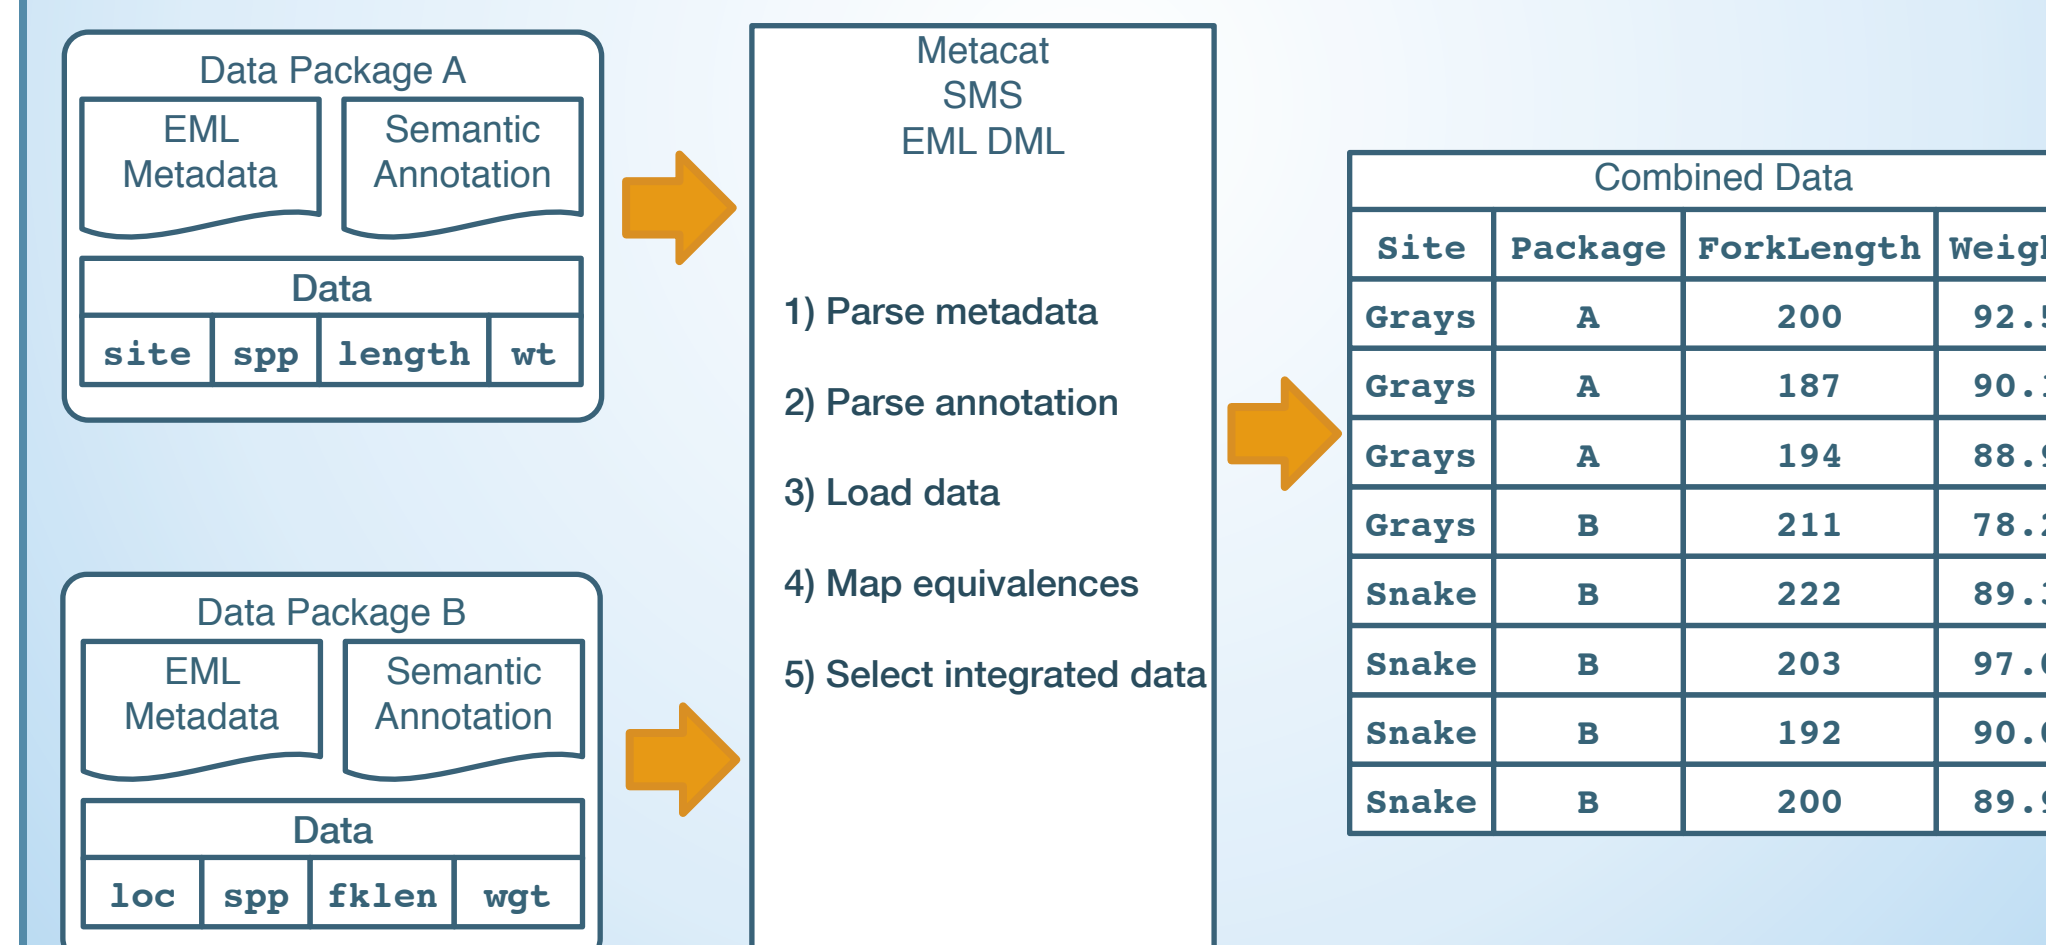 Data Package A
EML
Metadata
Semantic
Annotation
Data
site spp length wt
Data Package B
EML
Metadata
Semantic
Annotation
Data
loc spp fklen wgt
Metacat
SMS
EML DML
1) Parse metadata
2) Parse annotation
3) Load data
4) Map equivalences
5) Select integrated data
Combined Data
Site Package ForkLength
Grays A 200
Grays A 187
Grays A 194
Grays B 211
Snake B 222
Snake B 203
Snake B 192
Snake B 200